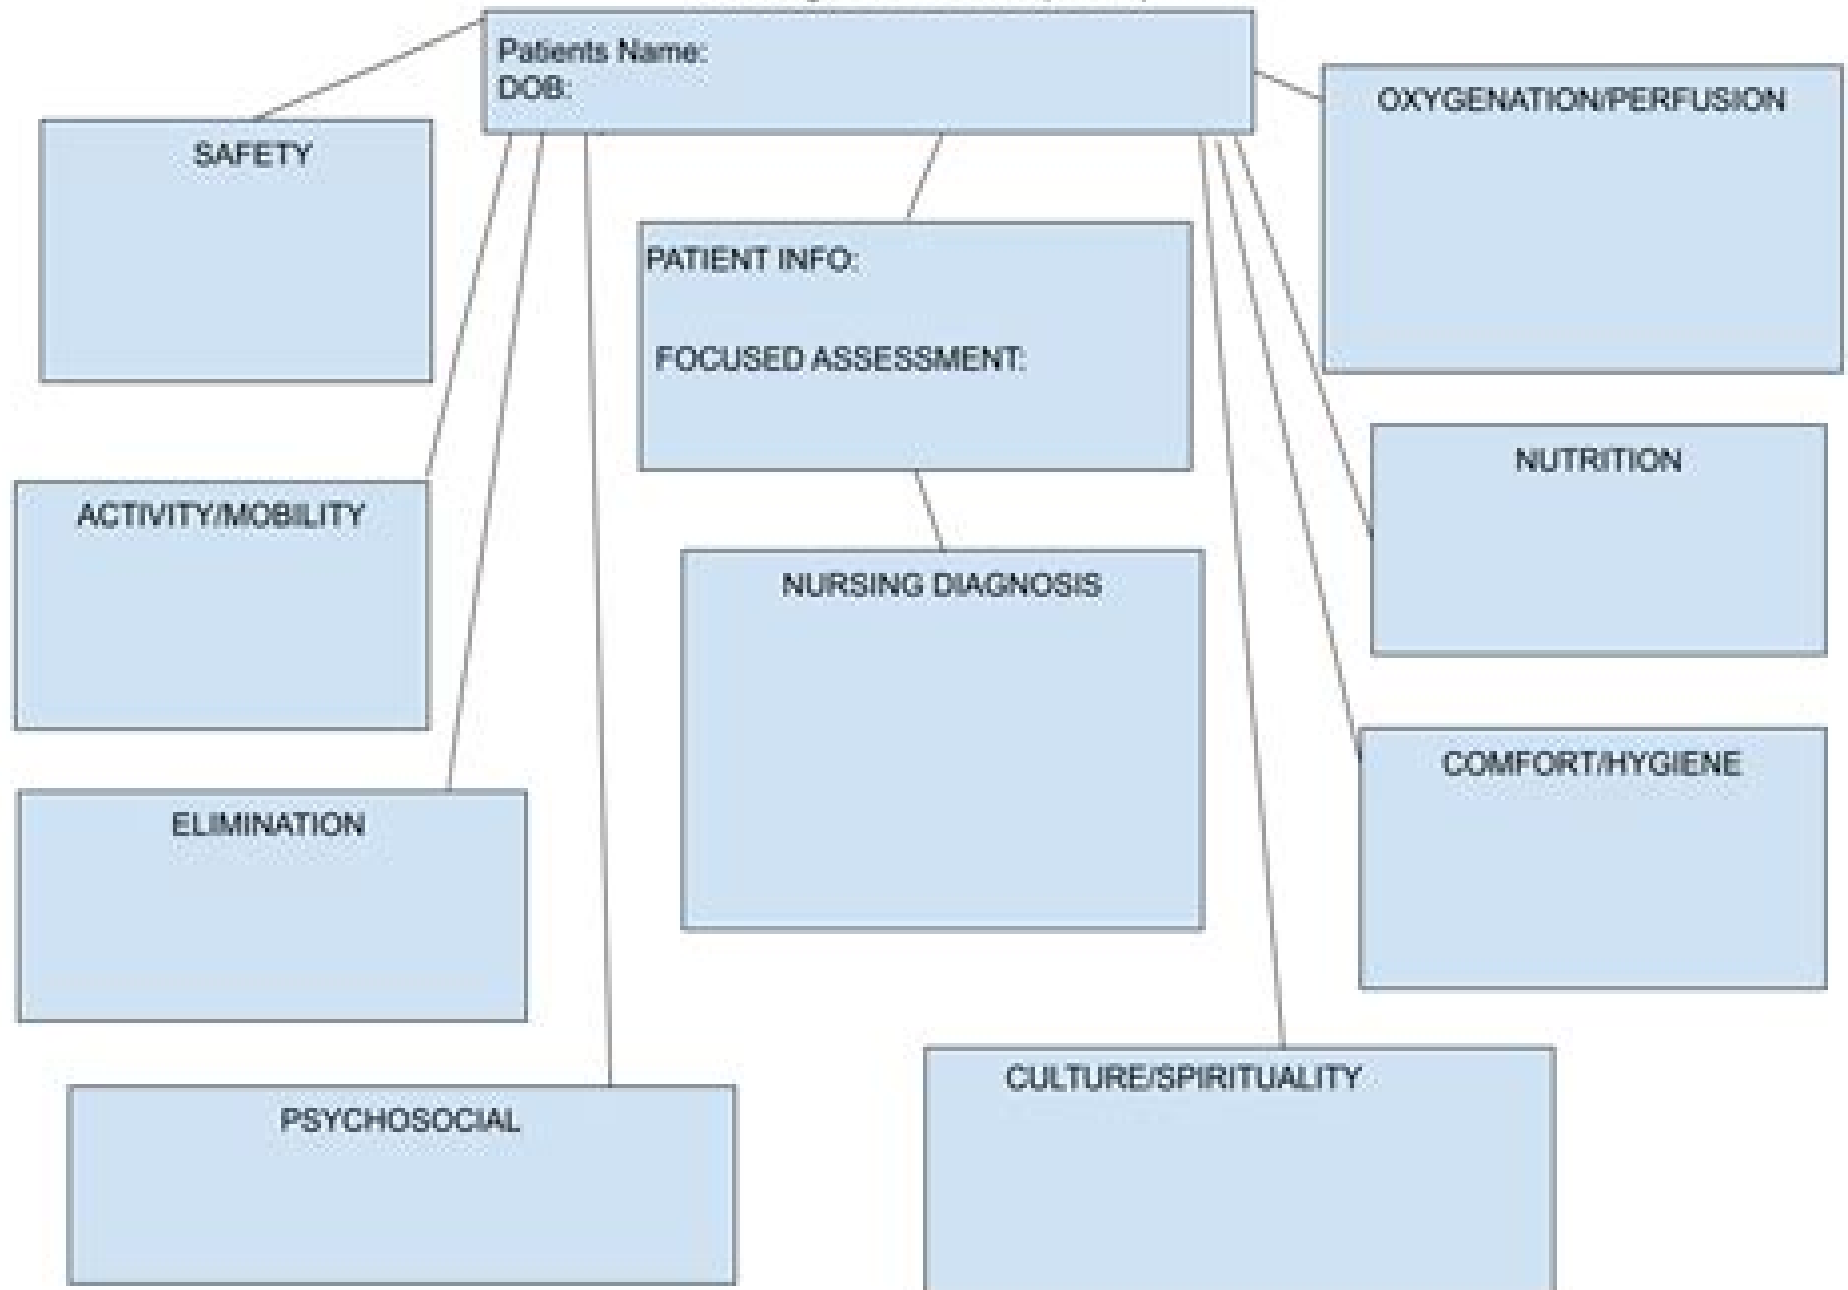 Patients Name:
DOB:
OXYGENATION/PERFUSION
SAFETY
PATIENT INFO:
FOCUSED ASSESSMENT:
NUTRITION
ACTIVITY/MOBILITY
NURSING DIAGNOSIS
COMFORT/HYGIENE
ELIMINATION
CULTURE/SPIRITUALITY
PSYCHOSOCIAL